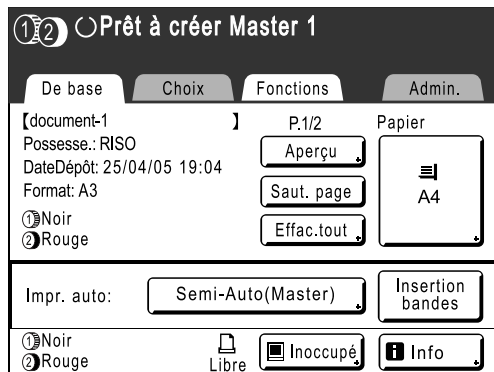 ①② Prêt à créer Master 1
De base Choix Fonctions Admin.
【document-1 】 P.1/2 Papier
Possesse.: RISO Aperçu
DateDépôt: 25/04/05 19:04
Format: A3 Saut. page A4
①Noir
②Rouge Effac.tout
Impr. auto: Semi-Auto(Master) Insertion
bandes
①Noir
②Rouge Libre Inoccupé i Info